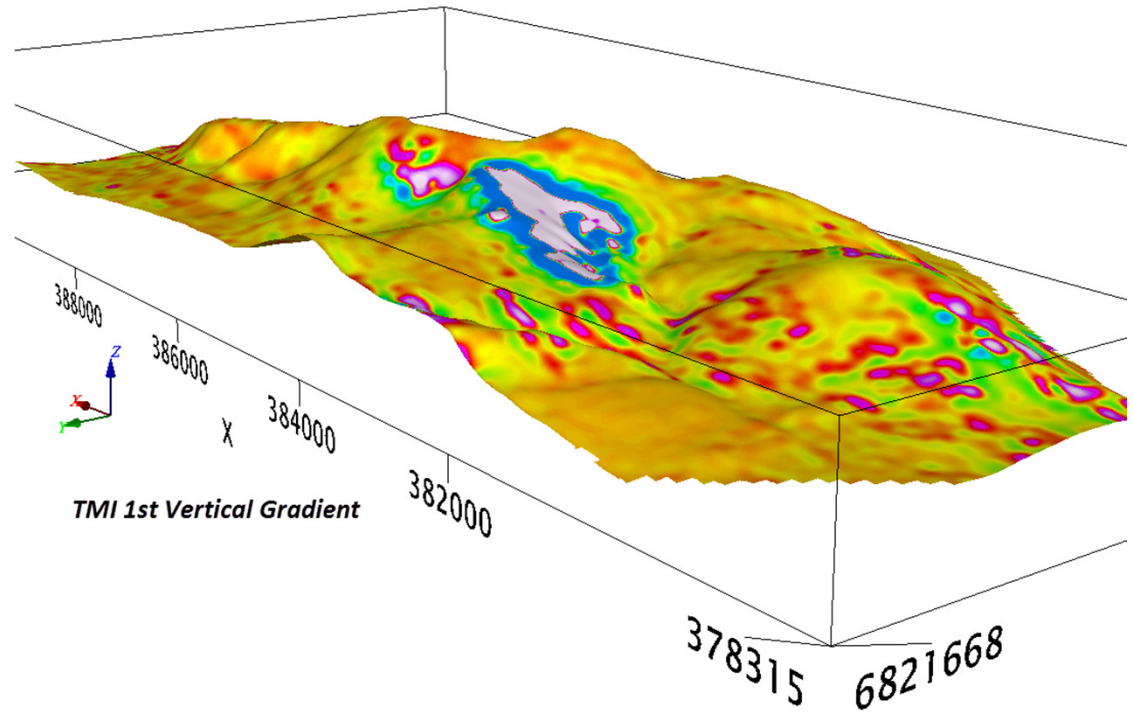 388000
386000
384000
382000
378315
6821668
X
Z
X
Y
TMI 1st Vertical Gradient